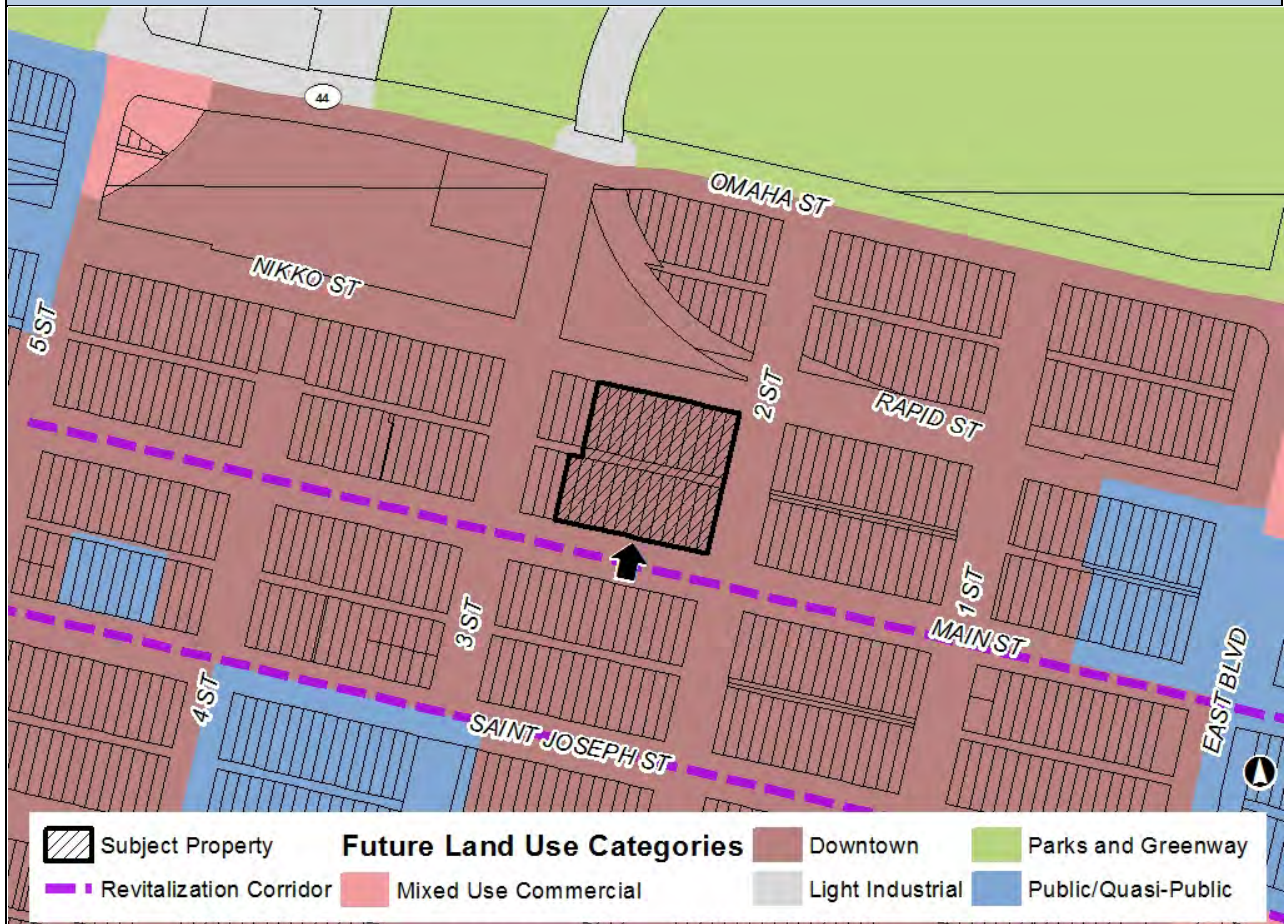 44
OMAHA ST
NIKKO ST
5 ST
2 ST
RAPID ST
3 ST
1 ST
MAIN ST
4 ST
EAST BLVD
SAINT JOSEPH ST
Subject Property
Future Land Use Categories
Downtown
Parks and Greenway
Revitalization Corridor
Mixed Use Commercial
Light Industrial
Public/Quasi-Public